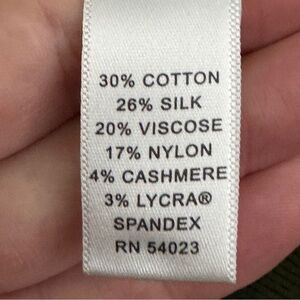 30% COTTON
26% SILK
20% VISCOSE
17% NYLON
4% CASHMERE
3% LYCRA®
SPANDEX
RN 54023